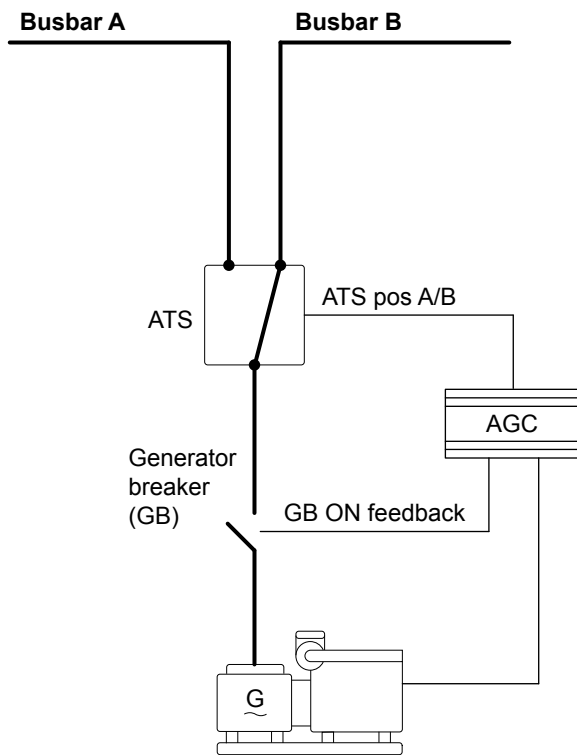 Busbar A
Busbar B
ATS
ATS pos A/B
AGC
Generator
breaker
(GB)
GB ON feedback
G
~